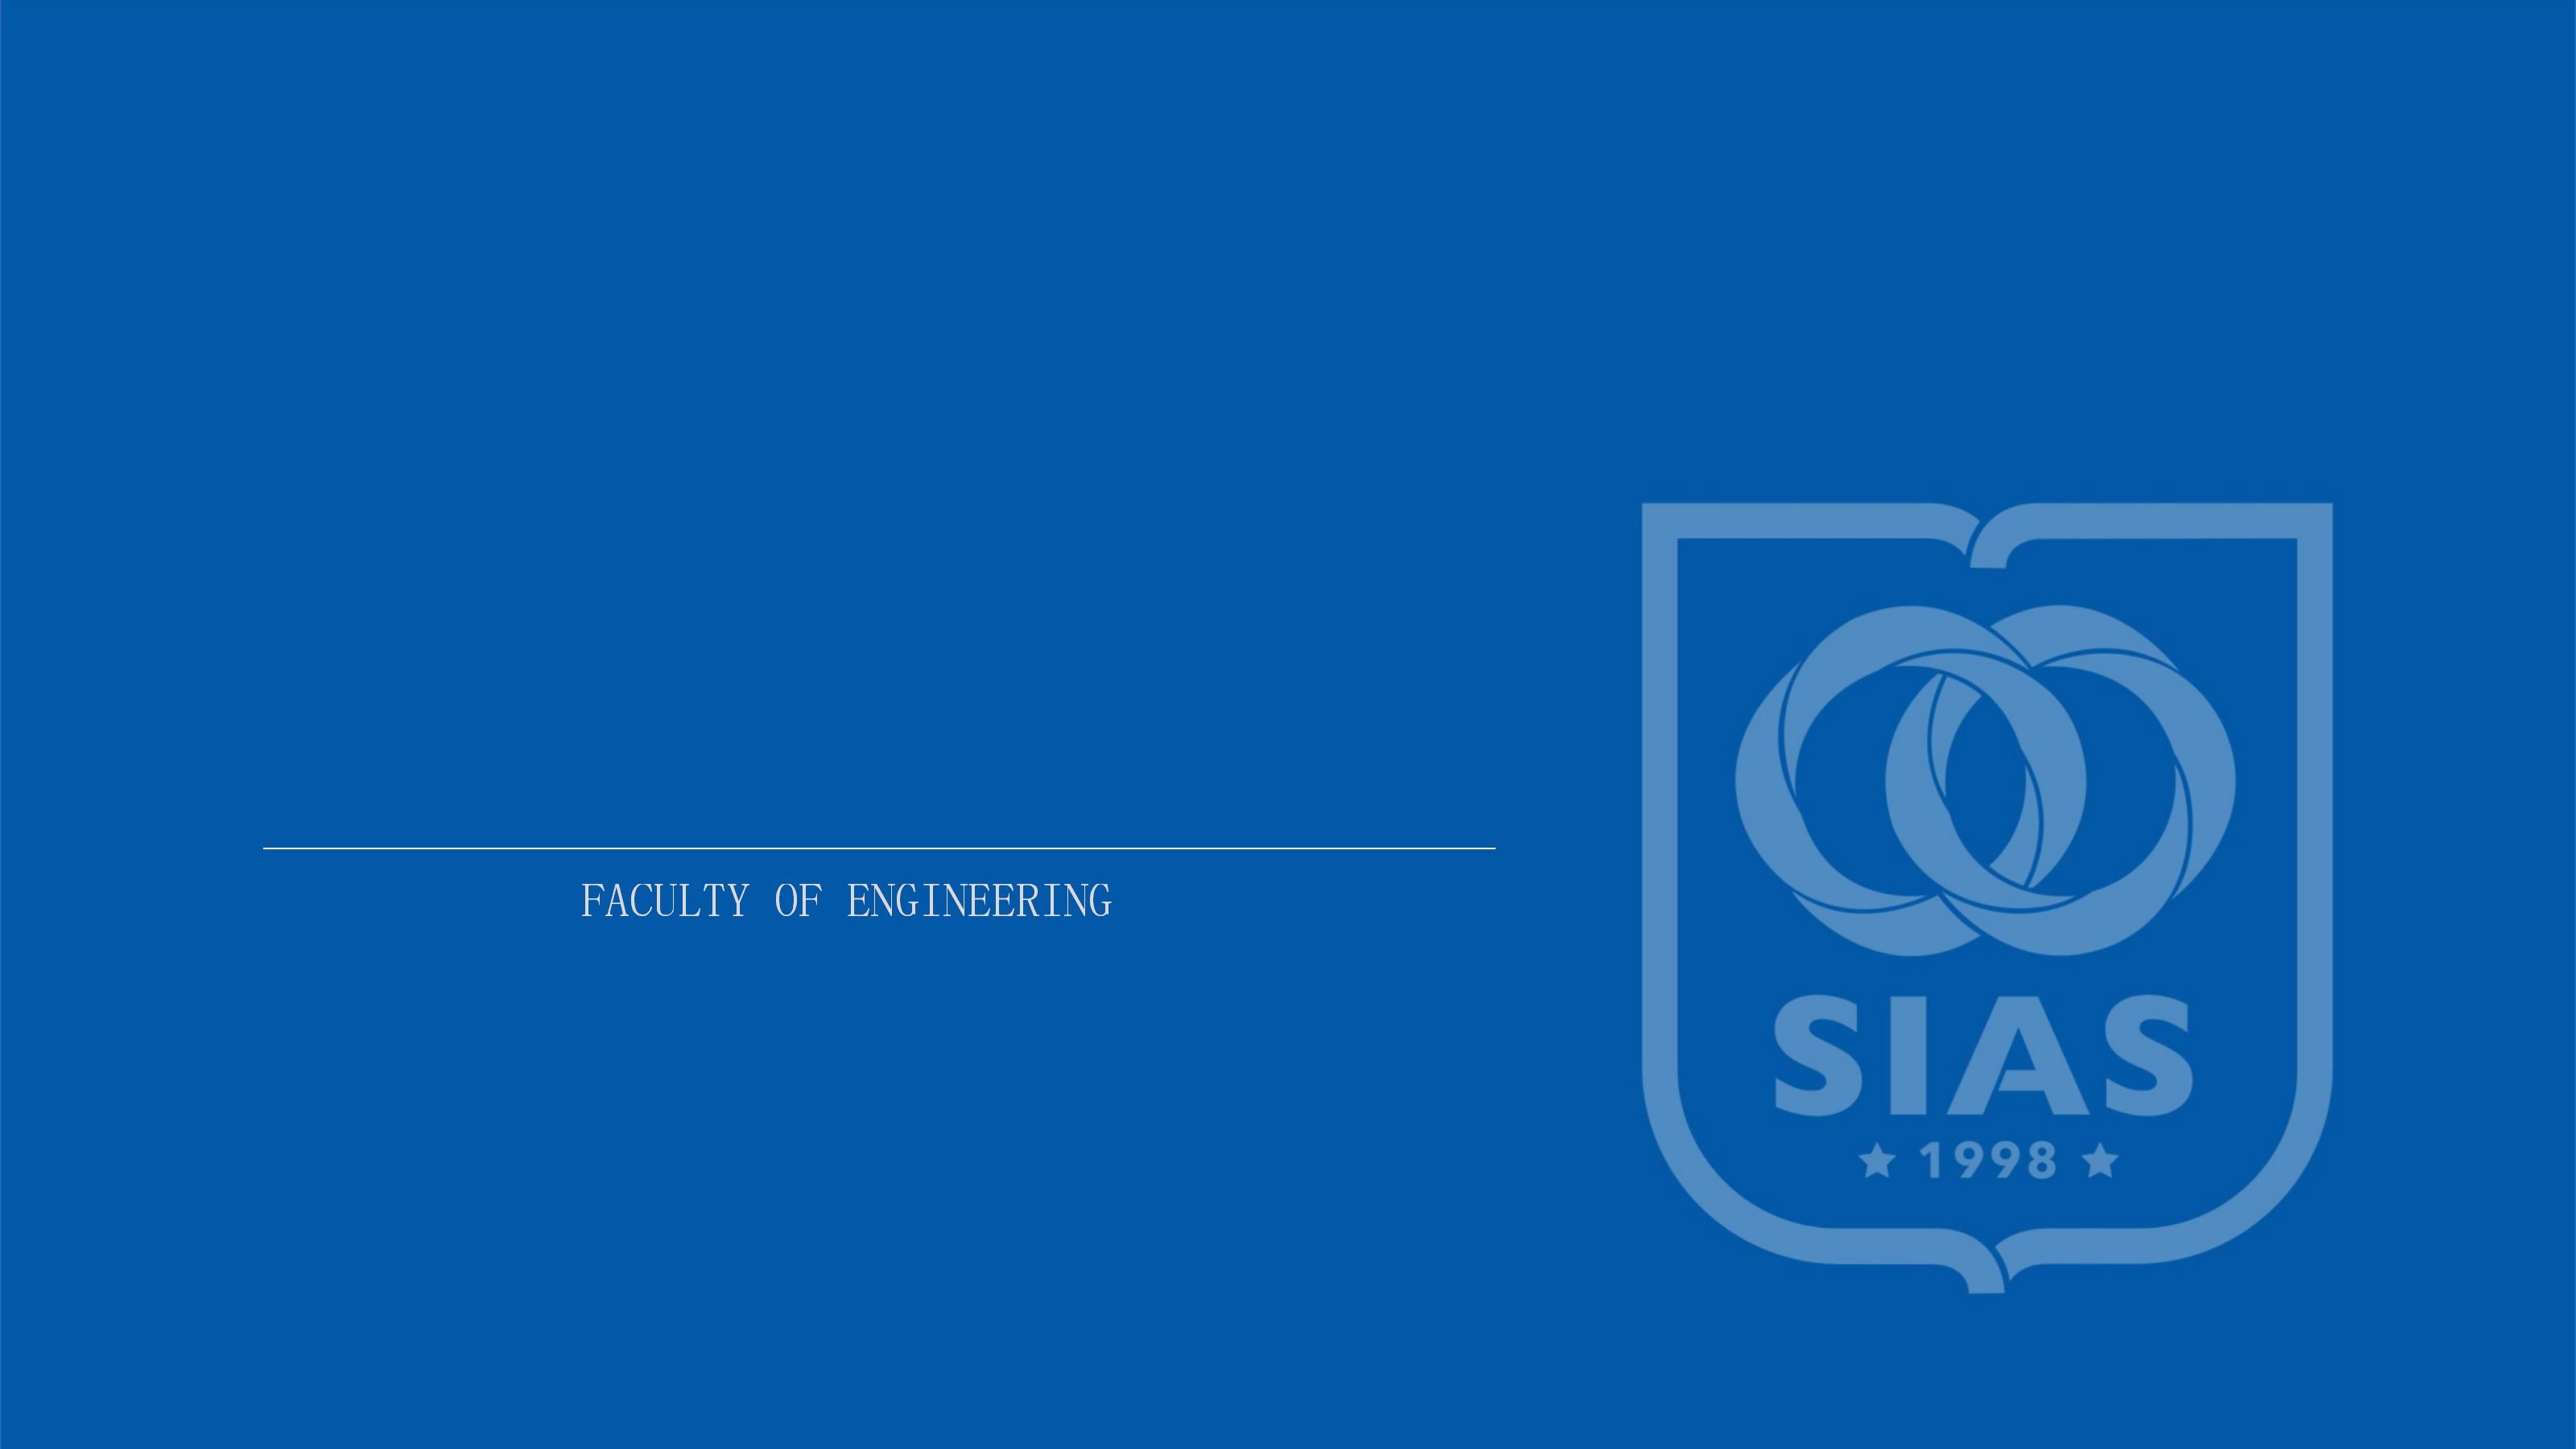 FACULTY OF ENGINEERING
SIAS
★ 1998 ★